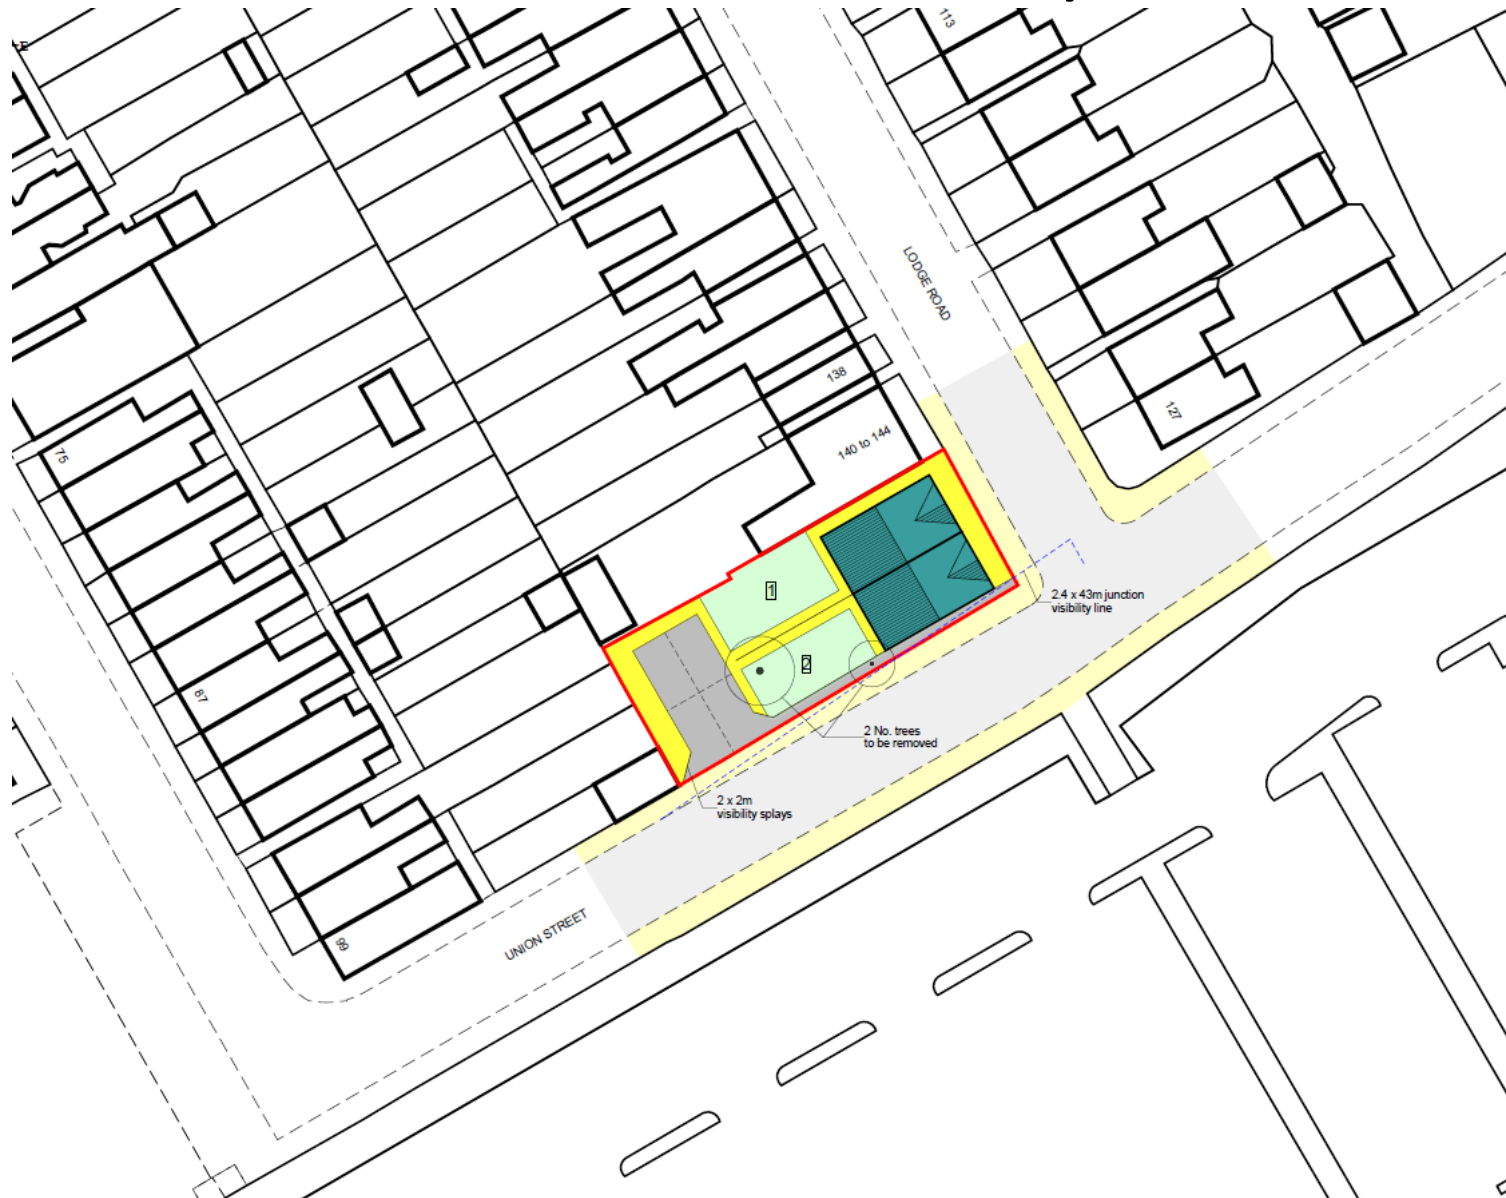 E
113
LODGE ROAD
138
127
140 to 144
75
1
2.4 x 43m junction
visibility line
2
87
2 No. trees
to be removed
2 x 2m
visibility splays
99
UNION STREET